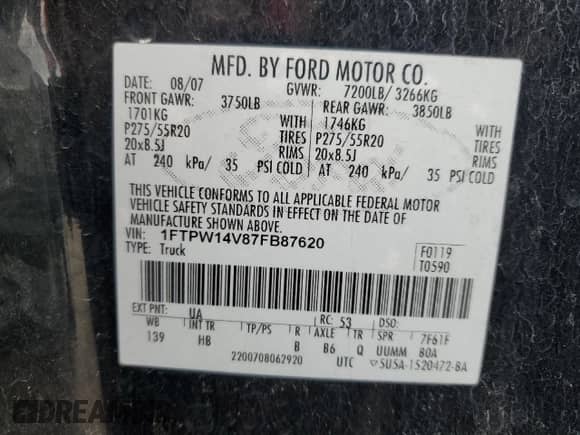 MFD. BY FORD MOTOR CO.
DATE: 08/07 GVWR: 7200LB/ 3266KG
FRONT GAWR: 3750LB REAR GAWR: 3850LB
1701KG WITH 1746KG WITH
P275/55R20 TIRES P275/55R20 TIRES
20x8.5J RIMS 20x8.5J RIMS
AT 240 kPa/ 35 PSI COLD AT 240 kPa/ 35 PSI COLD
THIS VEHICLE CONFORMS TO ALL APPLICABLE FEDERAL MOTOR
VEHICLE SAFETY STANDARDS IN EFFECT ON THE DATE OF
MANUFACTURE SHOWN ABOVE.
VIN: 1FTPW14V87FB87620
TYPE: Truck
F0119
T0590
EXT PNT: UA RC: 53 DSO:
WB INT TR TP/PS R AXLE TR SPR 7F61F
139 HB B B6 Q UUMM 80A
2200708062920 UTC ▽5U5A-1520472-BA
DREAM